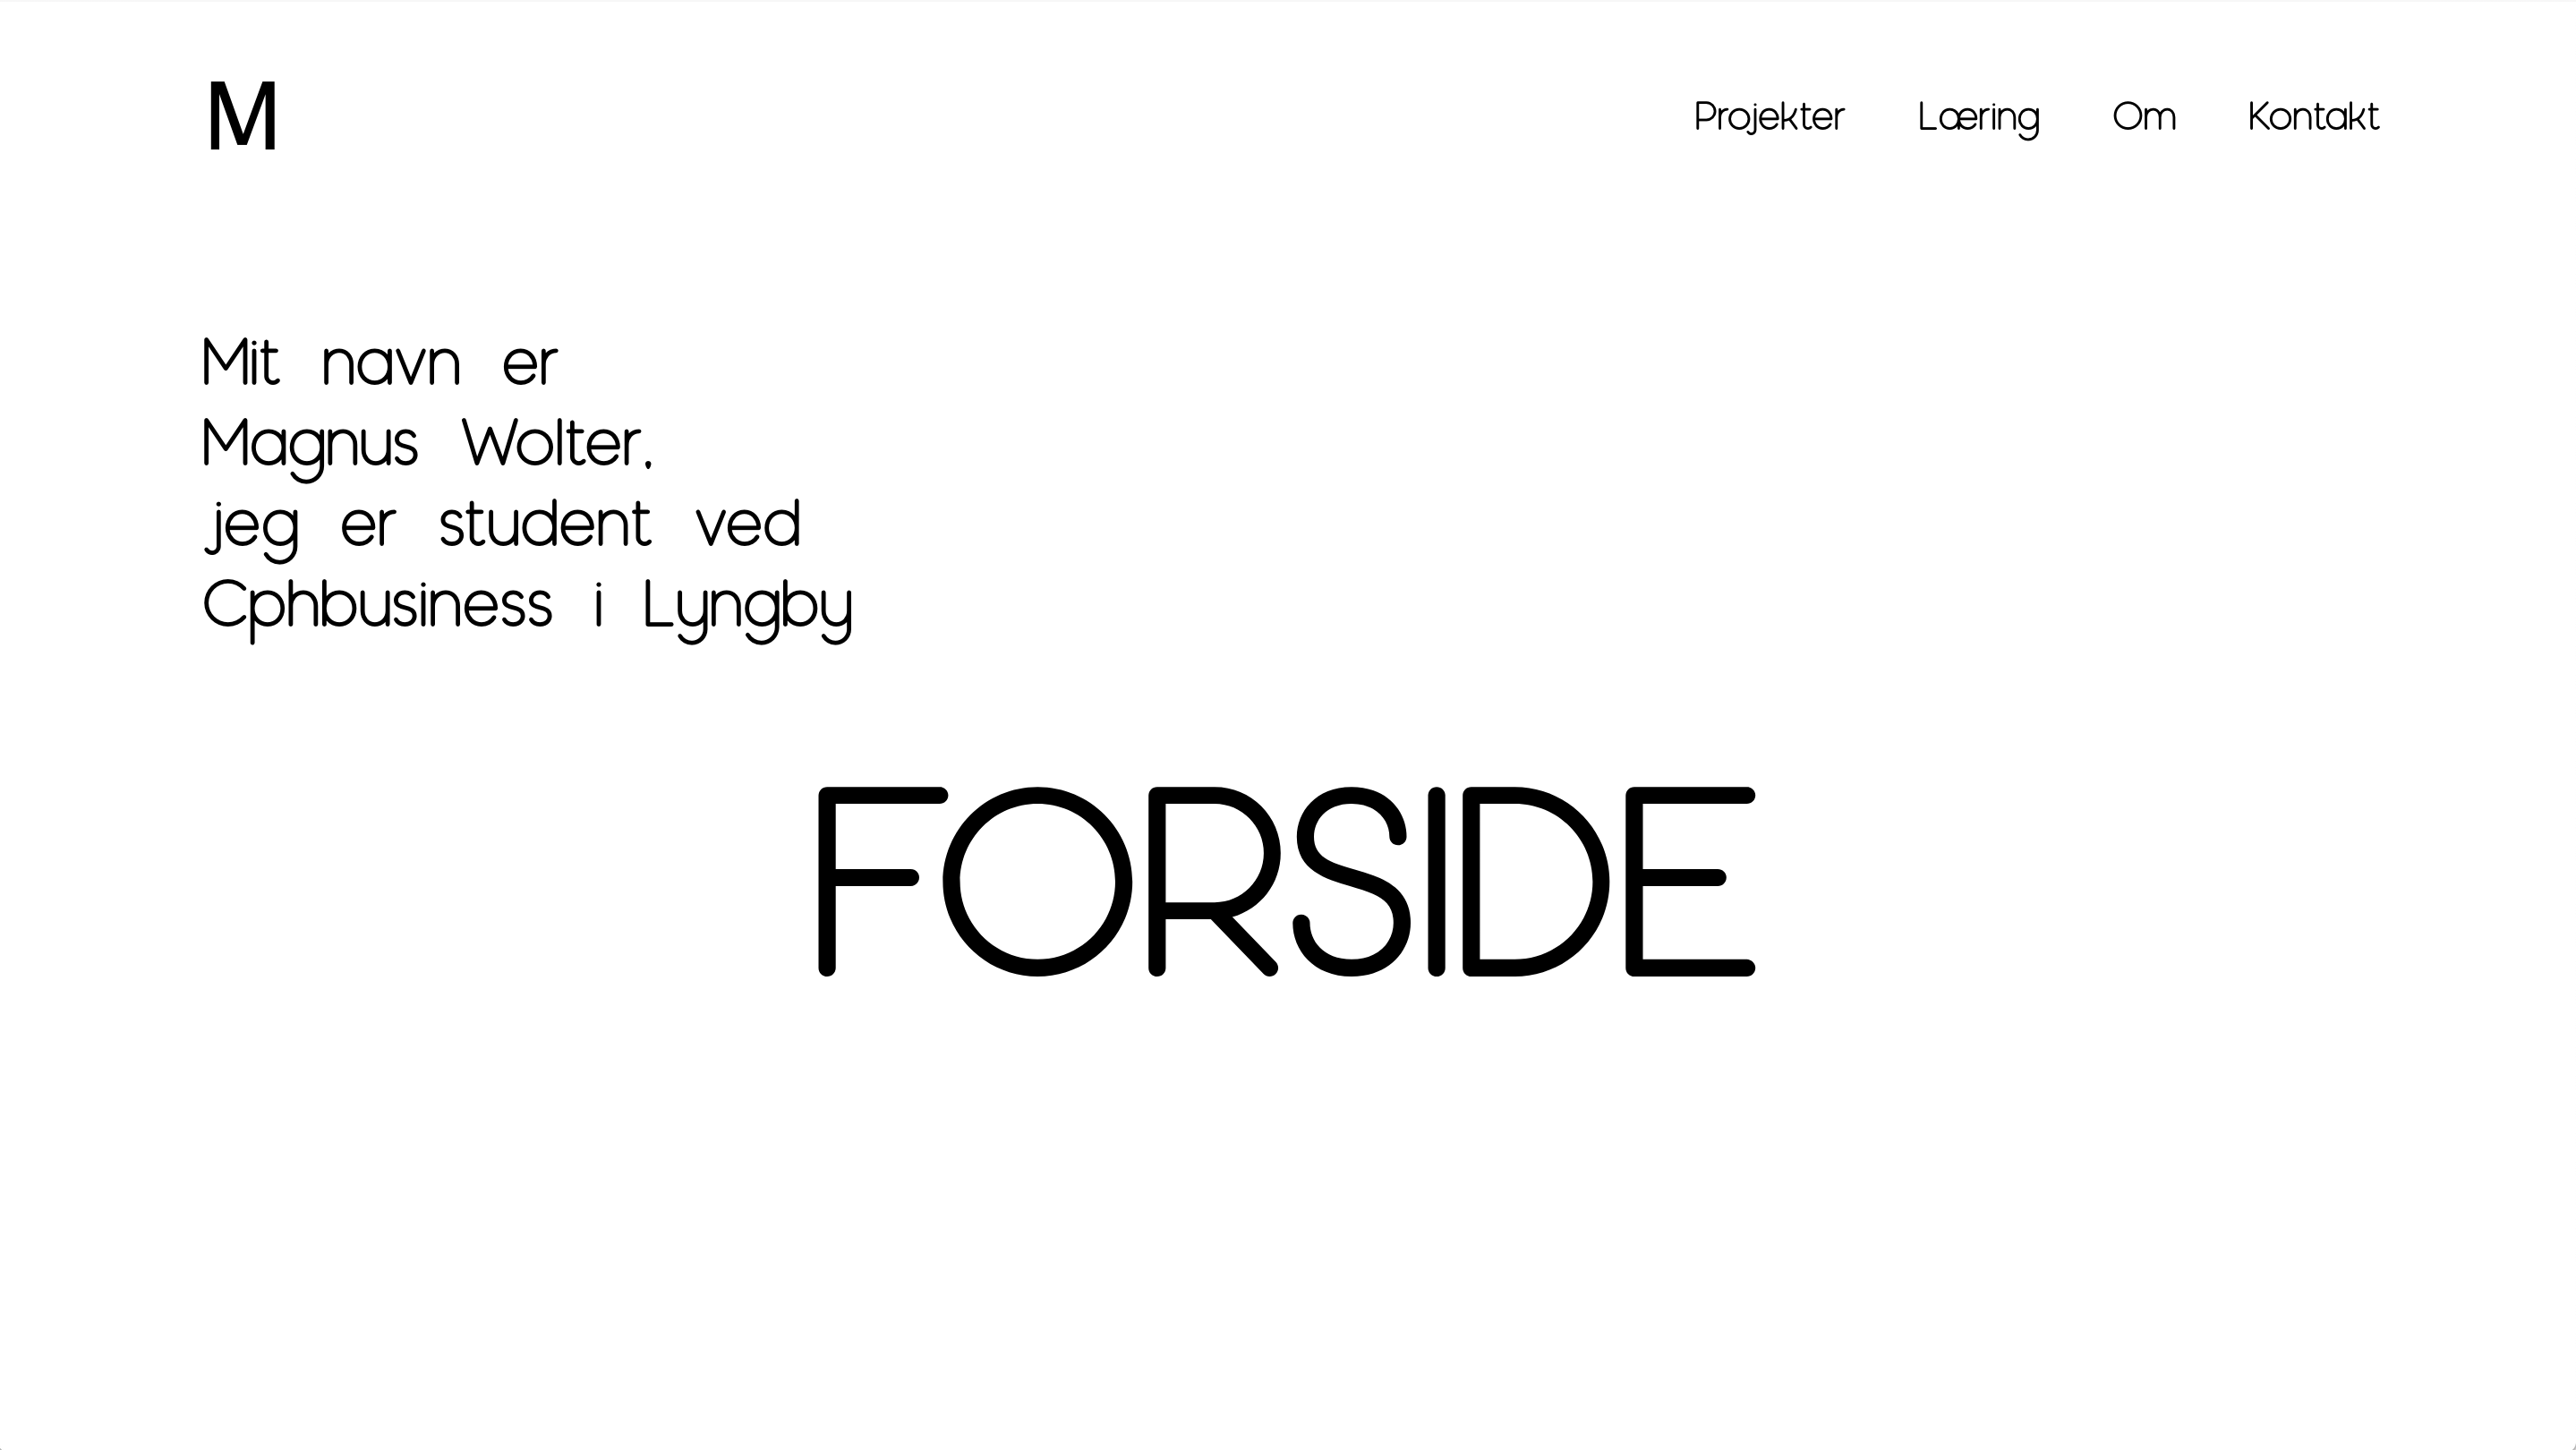 M
Projekter Læring Om Kontakt
Mit navn er
Magnus Wolter,
jeg er student ved
Cphbusiness i Lyngby
FORSIDE